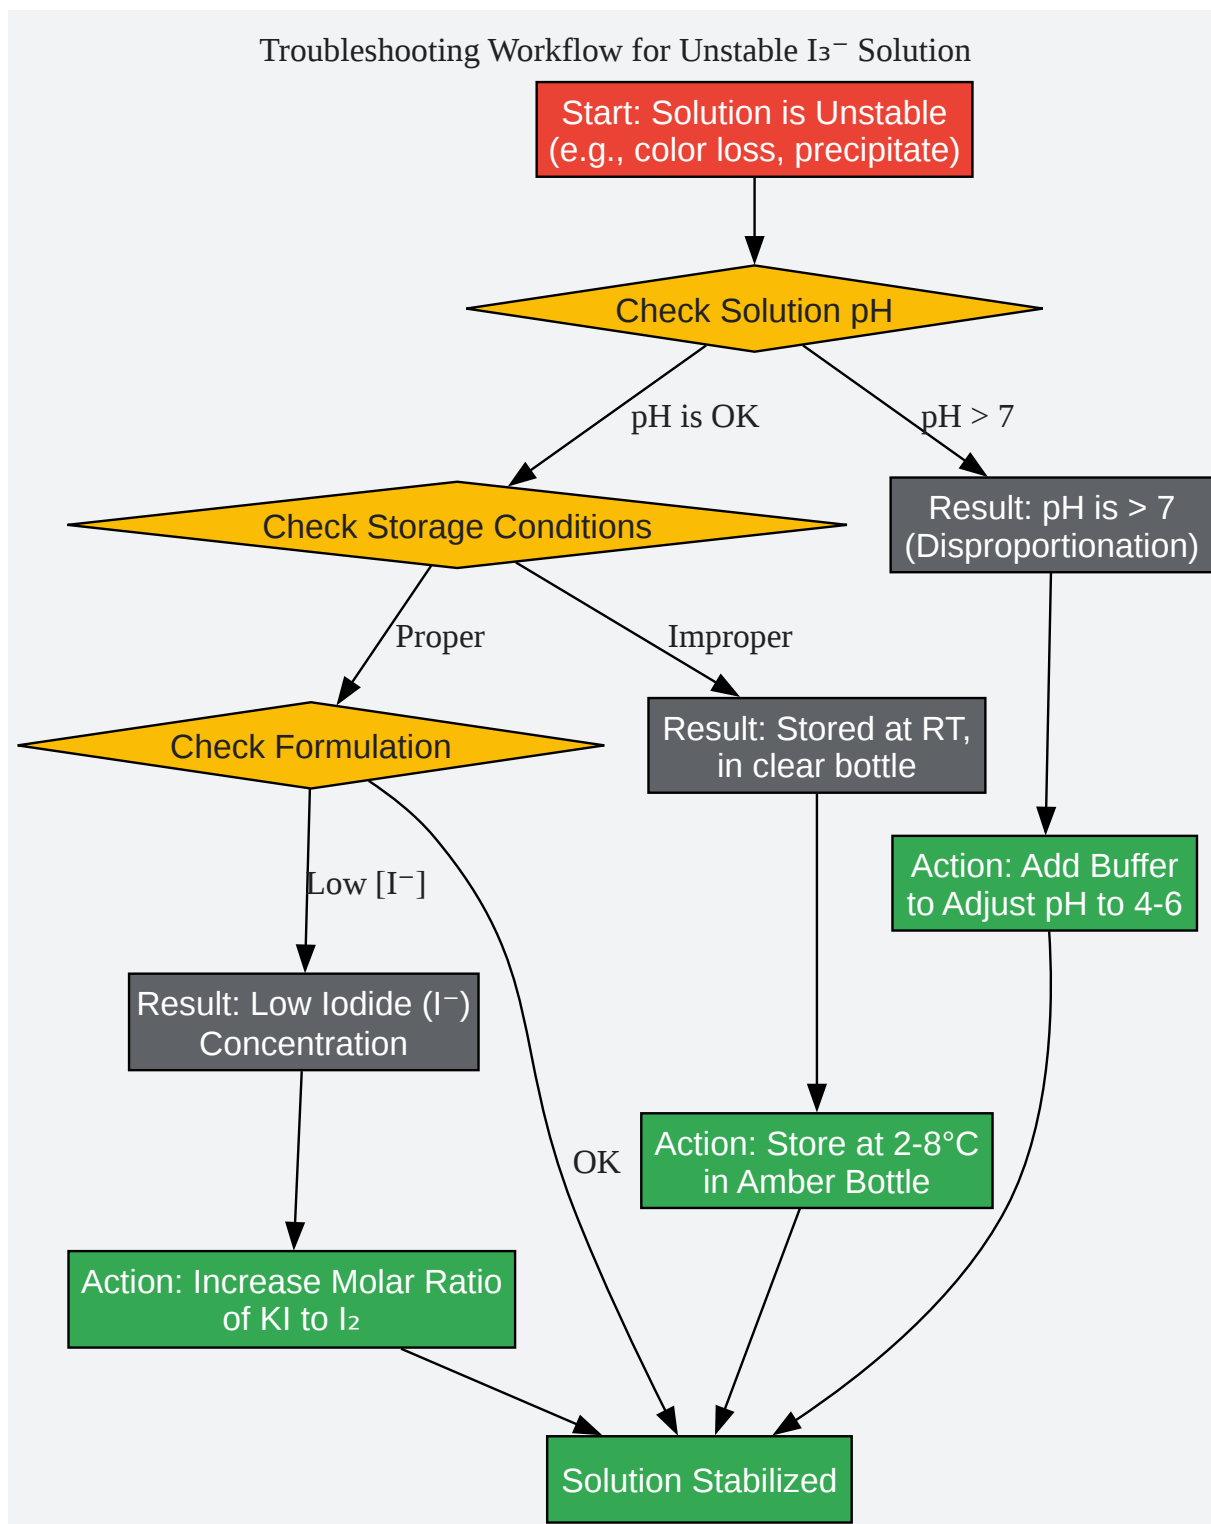 Troubleshooting Workflow for Unstable I₃⁻ Solution
Start: Solution is Unstable
(e.g., color loss, precipitate)
Check Solution pH
pH is OK
pH > 7
Check Storage Conditions
Result: pH is > 7
(Disproportionation)
Proper
Improper
Check Formulation
Result: Stored at RT,
in clear bottle
Action: Add Buffer
to Adjust pH to 4-6
Low [I⁻]
Result: Low Iodide (I⁻)
Concentration
OK
Action: Store at 2-8°C
in Amber Bottle
Action: Increase Molar Ratio
of KI to I₂
Solution Stabilized